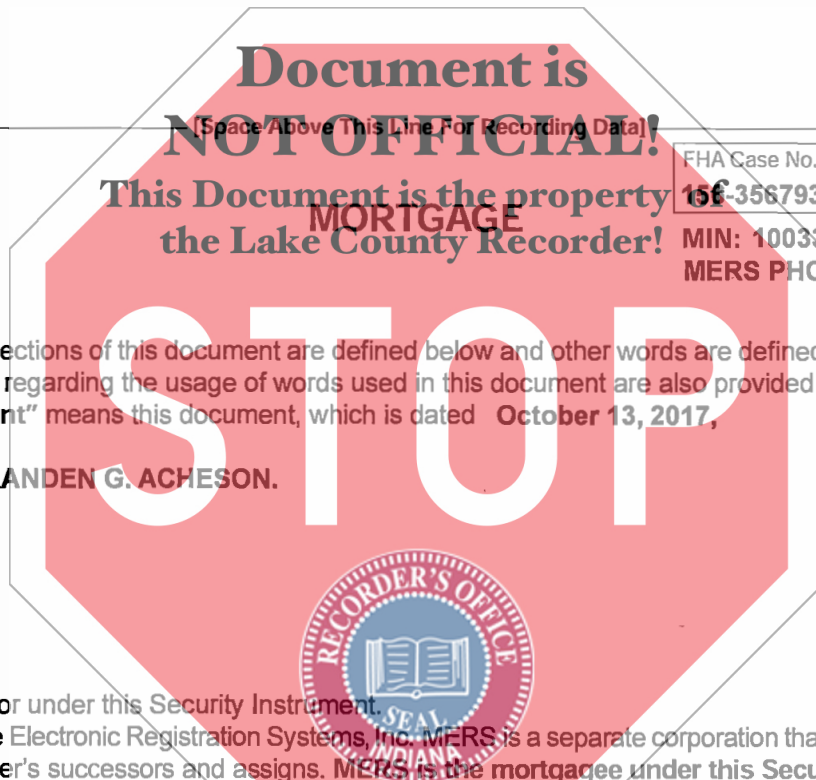 Document is
[Space Above This Line For Recording Data]
NOT OFFICIAL!
FHA Case No.
This Document is the property of
MORTGAGE
the Lake County Recorder!
MIN: 10033
MERS PHO
STOP
ections of this document are defined below and other words are defined
regarding the usage of words used in this document are also provided
nt" means this document, which is dated October 13, 2017,
ANDEN G. ACHESON.
RECORDER'S OFFICE
SEAL
INDIANA
or under this Security Instrument.
e Electronic Registration Systems, Inc. MERS is a separate corporation tha
er's successors and assigns. MERS is the mortgagee under this Secu